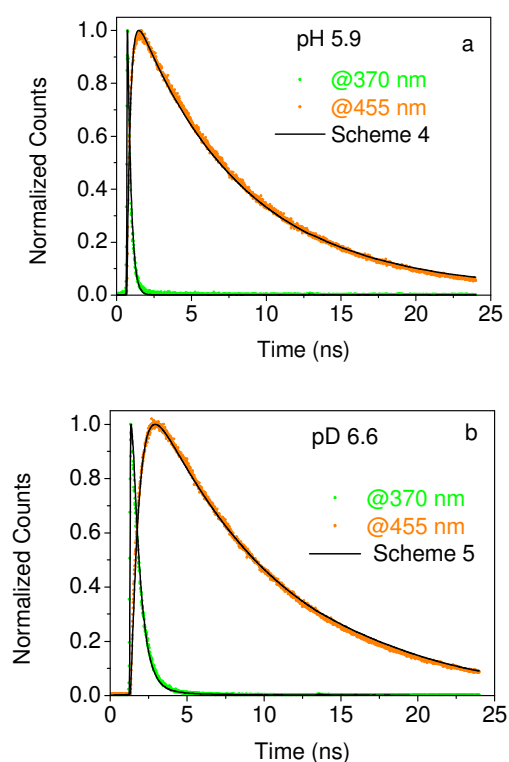 pH 5.9
a
@370 nm
@455 nm
Scheme 4
Normalized Counts
1.0
0.8
0.6
0.4
0.2
0.0
0 5 10 15 20 25
Time (ns)
pD 6.6
b
@370 nm
@455 nm
Scheme 5
Normalized Counts
1.0
0.8
0.6
0.4
0.2
0.0
0 5 10 15 20 25
Time (ns)